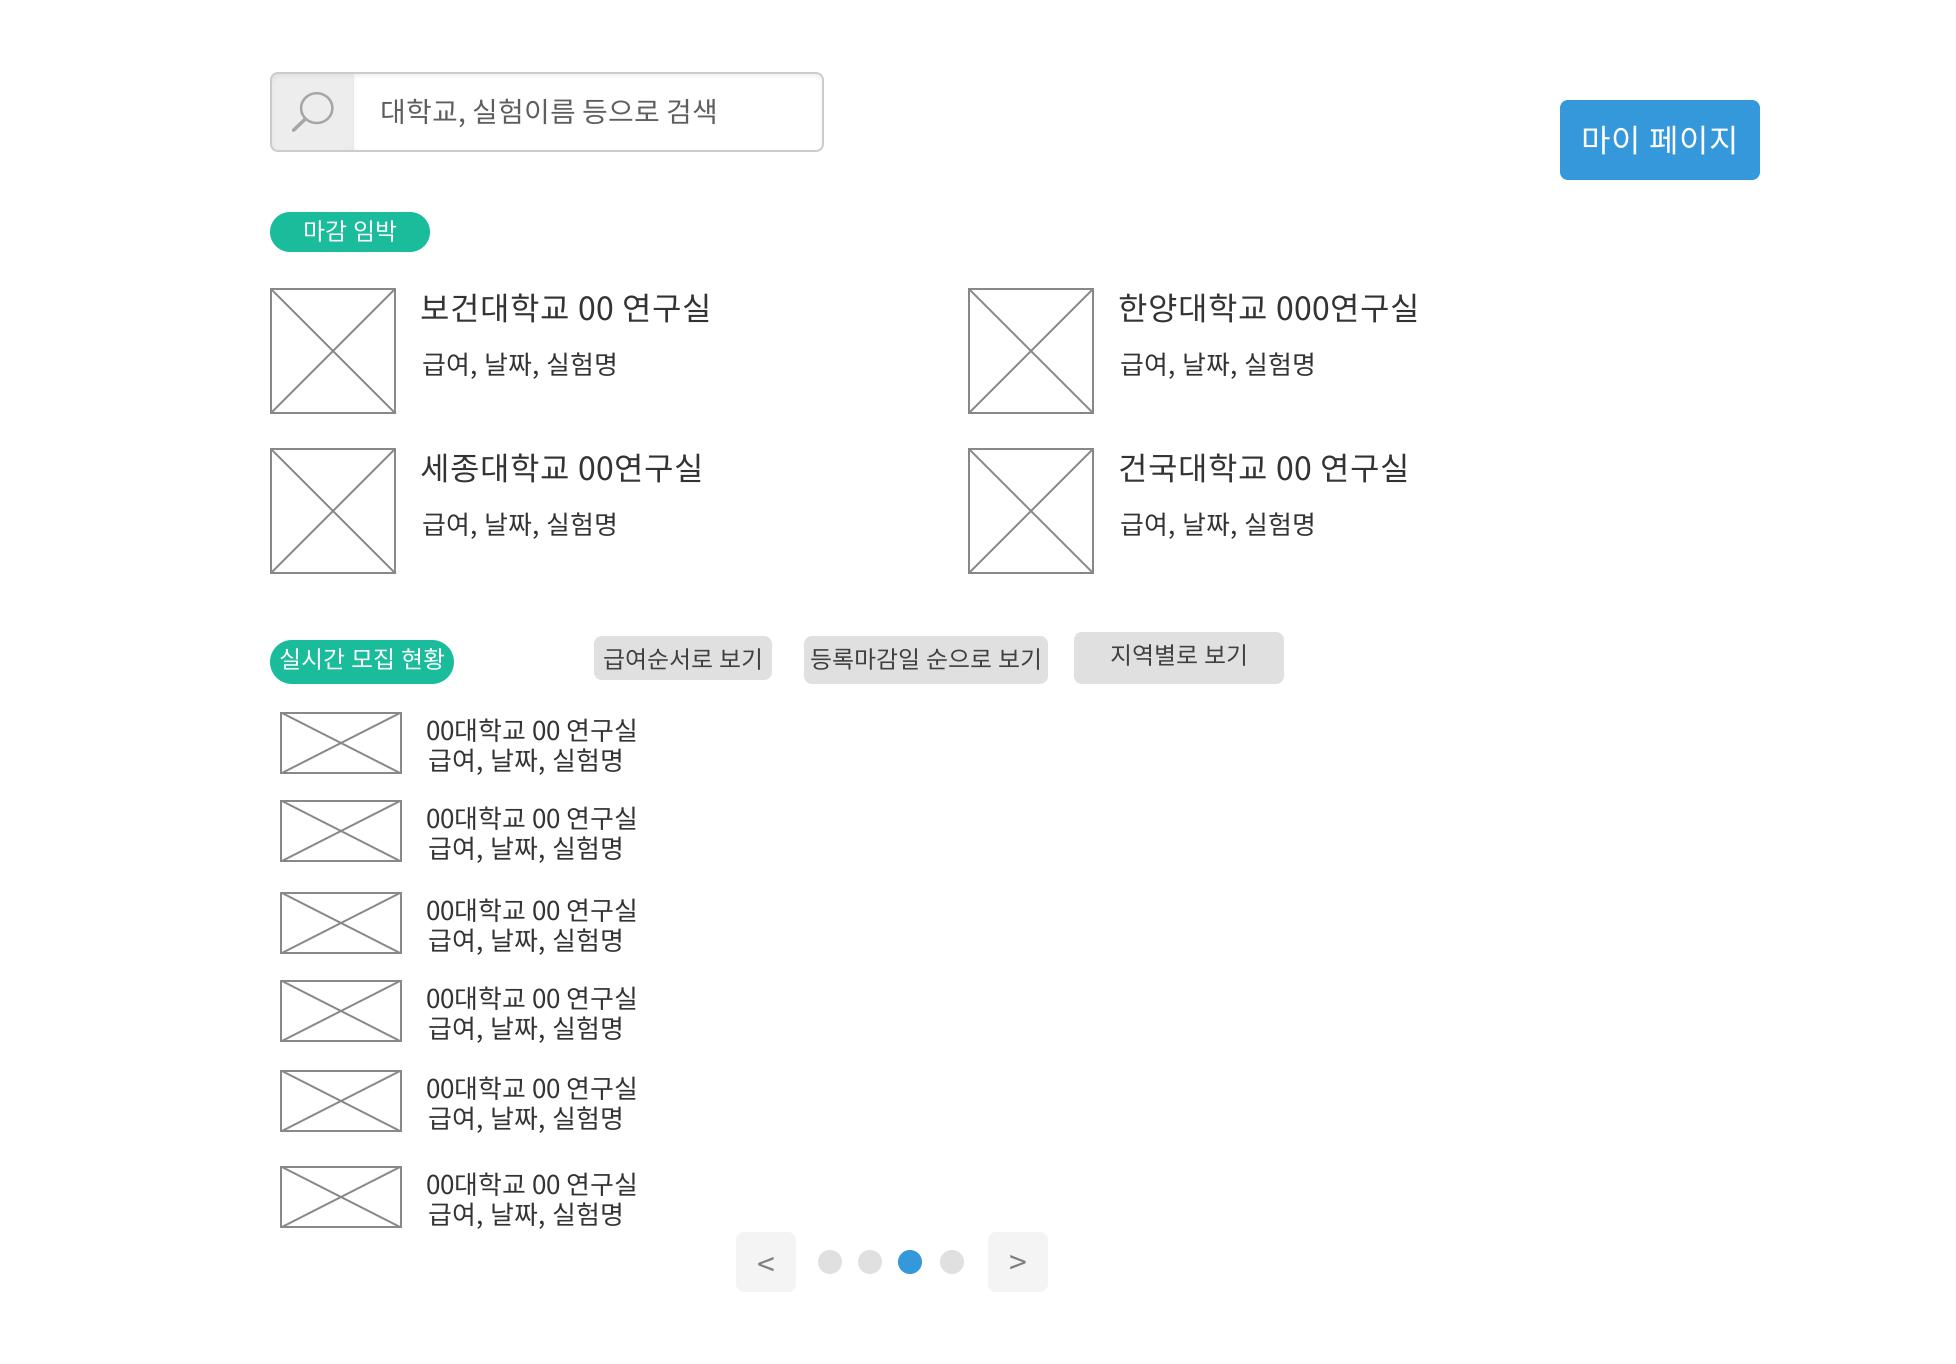 대학교, 실험이름 등으로 검색
마이 페이지
마감 임박
보건대학교 00 연구실
급여, 날짜, 실험명
한양대학교 000연구실
급여, 날짜, 실험명
세종대학교 00연구실
급여, 날짜, 실험명
건국대학교 00 연구실
급여, 날짜, 실험명
실시간 모집 현황
급여순서로 보기
등록마감일 순으로 보기
지역별로 보기
00대학교 00 연구실
급여, 날짜, 실험명
00대학교 00 연구실
급여, 날짜, 실험명
00대학교 00 연구실
급여, 날짜, 실험명
00대학교 00 연구실
급여, 날짜, 실험명
00대학교 00 연구실
급여, 날짜, 실험명
00대학교 00 연구실
급여, 날짜, 실험명
< >